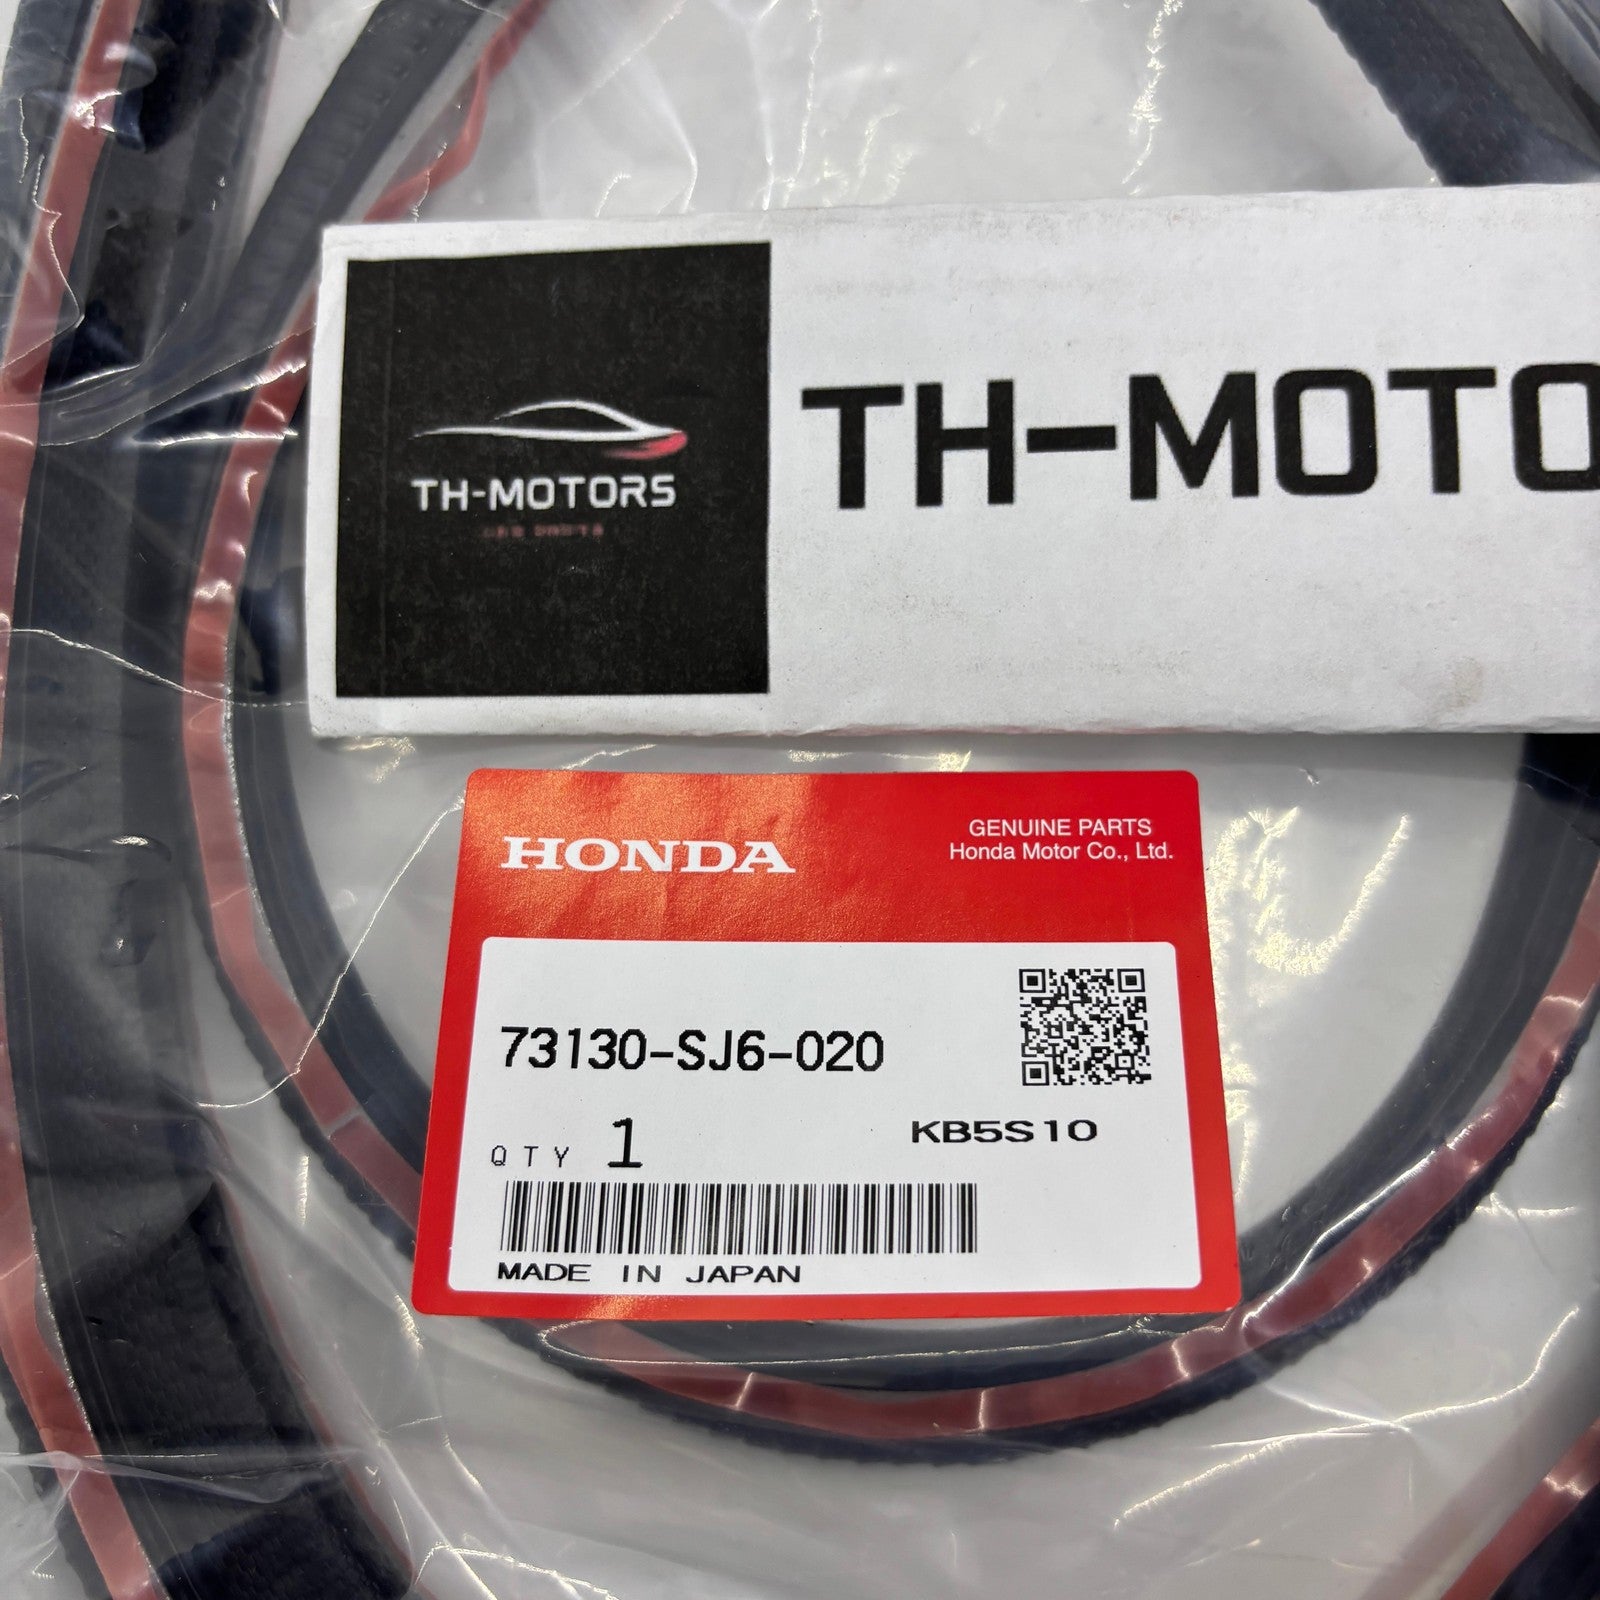 TH-MOTORS
TH-MOTO
HONDA
GENUINE PARTS
Honda Motor Co., Ltd.
73130-SJ6-020
QTY 1
KB5S10
MADE IN JAPAN